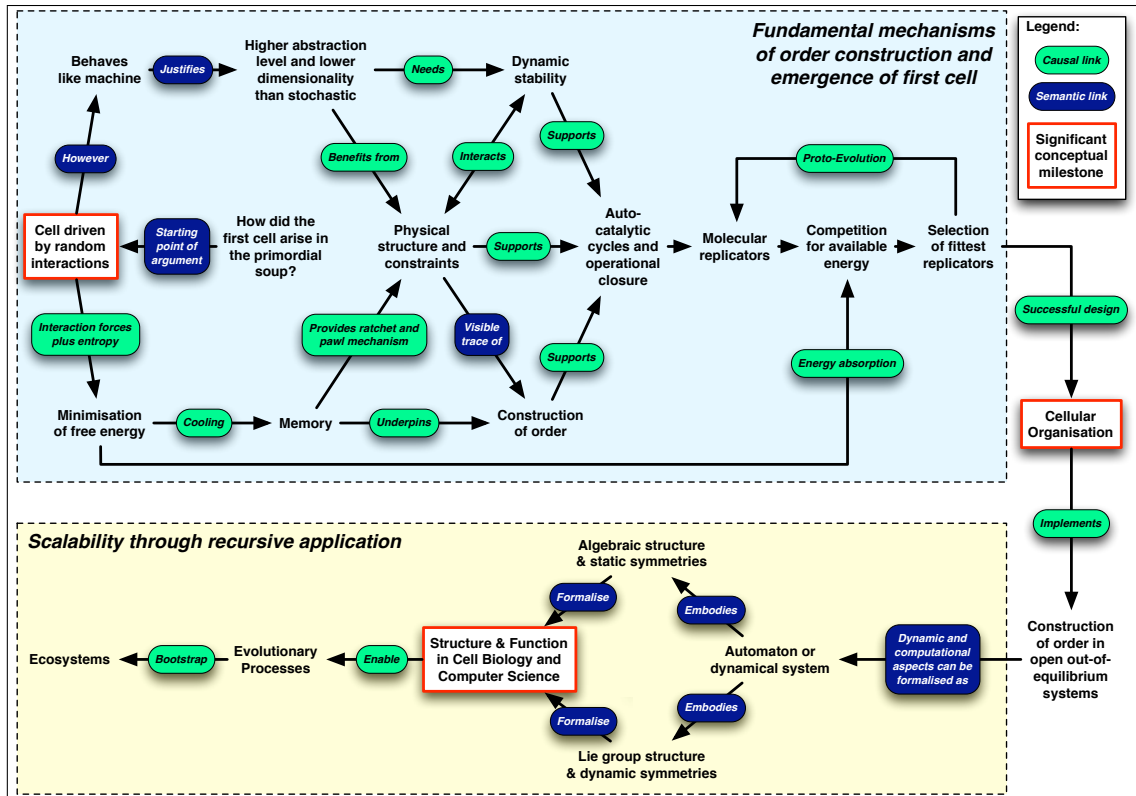 Fundamental mechanisms
of order construction and
emergence of first cell
Legend:
Causal link
Semantic link
Significant
conceptual
milestone
Behaves
like machine
Justifies
Higher abstraction
level and lower
dimensionality
than stochastic
Needs
Dynamic
stability
However
Benefits from
Interacts
Supports
Proto-Evolution
Cell driven
by random
interactions
Starting
point of
argument
How did the
first cell arise in
the primordial
soup?
Physical
structure and
constraints
Supports
Auto-
catalytic
cycles and
operational
closure
Molecular
replicators
Competition
for available
energy
Selection of
fittest
replicators
Interaction forces
plus entropy
Provides ratchet and
pawl mechanism
Visible
trace of
Supports
Energy absorption
Successful design
Minimisation
of free energy
Cooling
Memory
Underpins
Construction
of order
Cellular
Organisation
Implements
Scalability through recursive application
Algebraic structure
& static symmetries
Formalise
Embodies
Ecosystems
Bootstrap
Evolutionary
Processes
Enable
Structure & Function
in Cell Biology and
Computer Science
Automaton or
dynamical system
Dynamic and
computational
aspects can be
formalised as
Construction
of order in
open out-of-
equilibrium
systems
Formalise
Embodies
Lie group structure
& dynamic symmetries